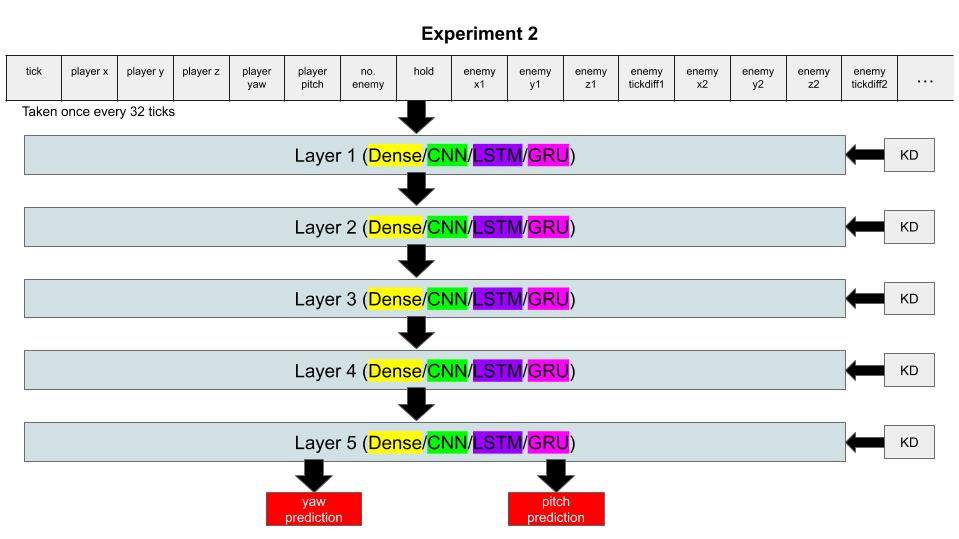 Experiment 2
tick
player x
player y
player z
player
yaw
player
pitch
no.
enemy
hold
enemy
x1
enemy
y1
enemy
z1
enemy
tickdiff1
enemy
x2
enemy
y2
enemy
z2
enemy
tickdiff2
...
Taken once every 32 ticks
Layer 1 (Dense/CNN/LSTM/GRU)
KD
Layer 2 (Dense/CNN/LSTM/GRU)
KD
Layer 3 (Dense/CNN/LSTM/GRU)
KD
Layer 4 (Dense/CNN/LSTM/GRU)
KD
Layer 5 (Dense/CNN/LSTM/GRU)
KD
yaw
prediction
pitch
prediction